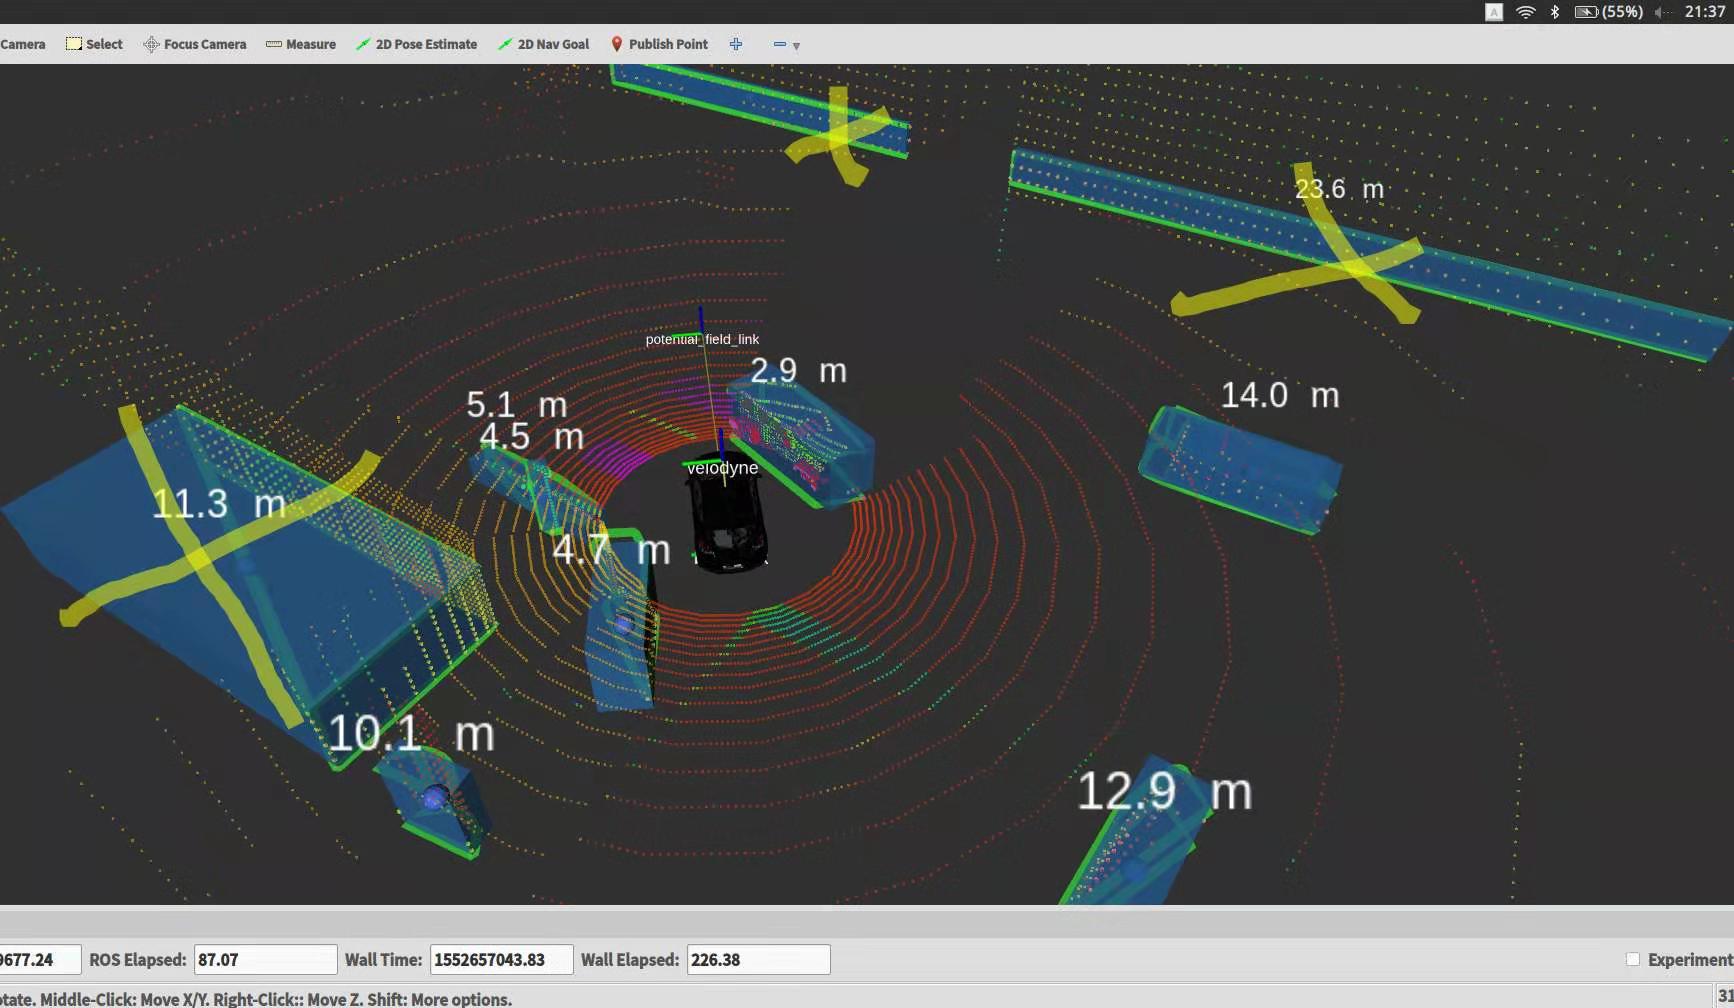 A (55%) 21:37
Camera Select Focus Camera Measure 2D Pose Estimate 2D Nav Goal Publish Point
23.6 m
potential_field_link
2.9 m
5.1 m
14.0 m
4.5 m
velodyne
11.3 m
4.7 m
10.1 m
12.9 m
9677.24 ROS Elapsed: 87.07 Wall Time: 1552657043.83 Wall Elapsed: 226.38 Experiment
otate. Middle-Click: Move X/Y. Right-Click:: Move Z. Shift: More options. 31